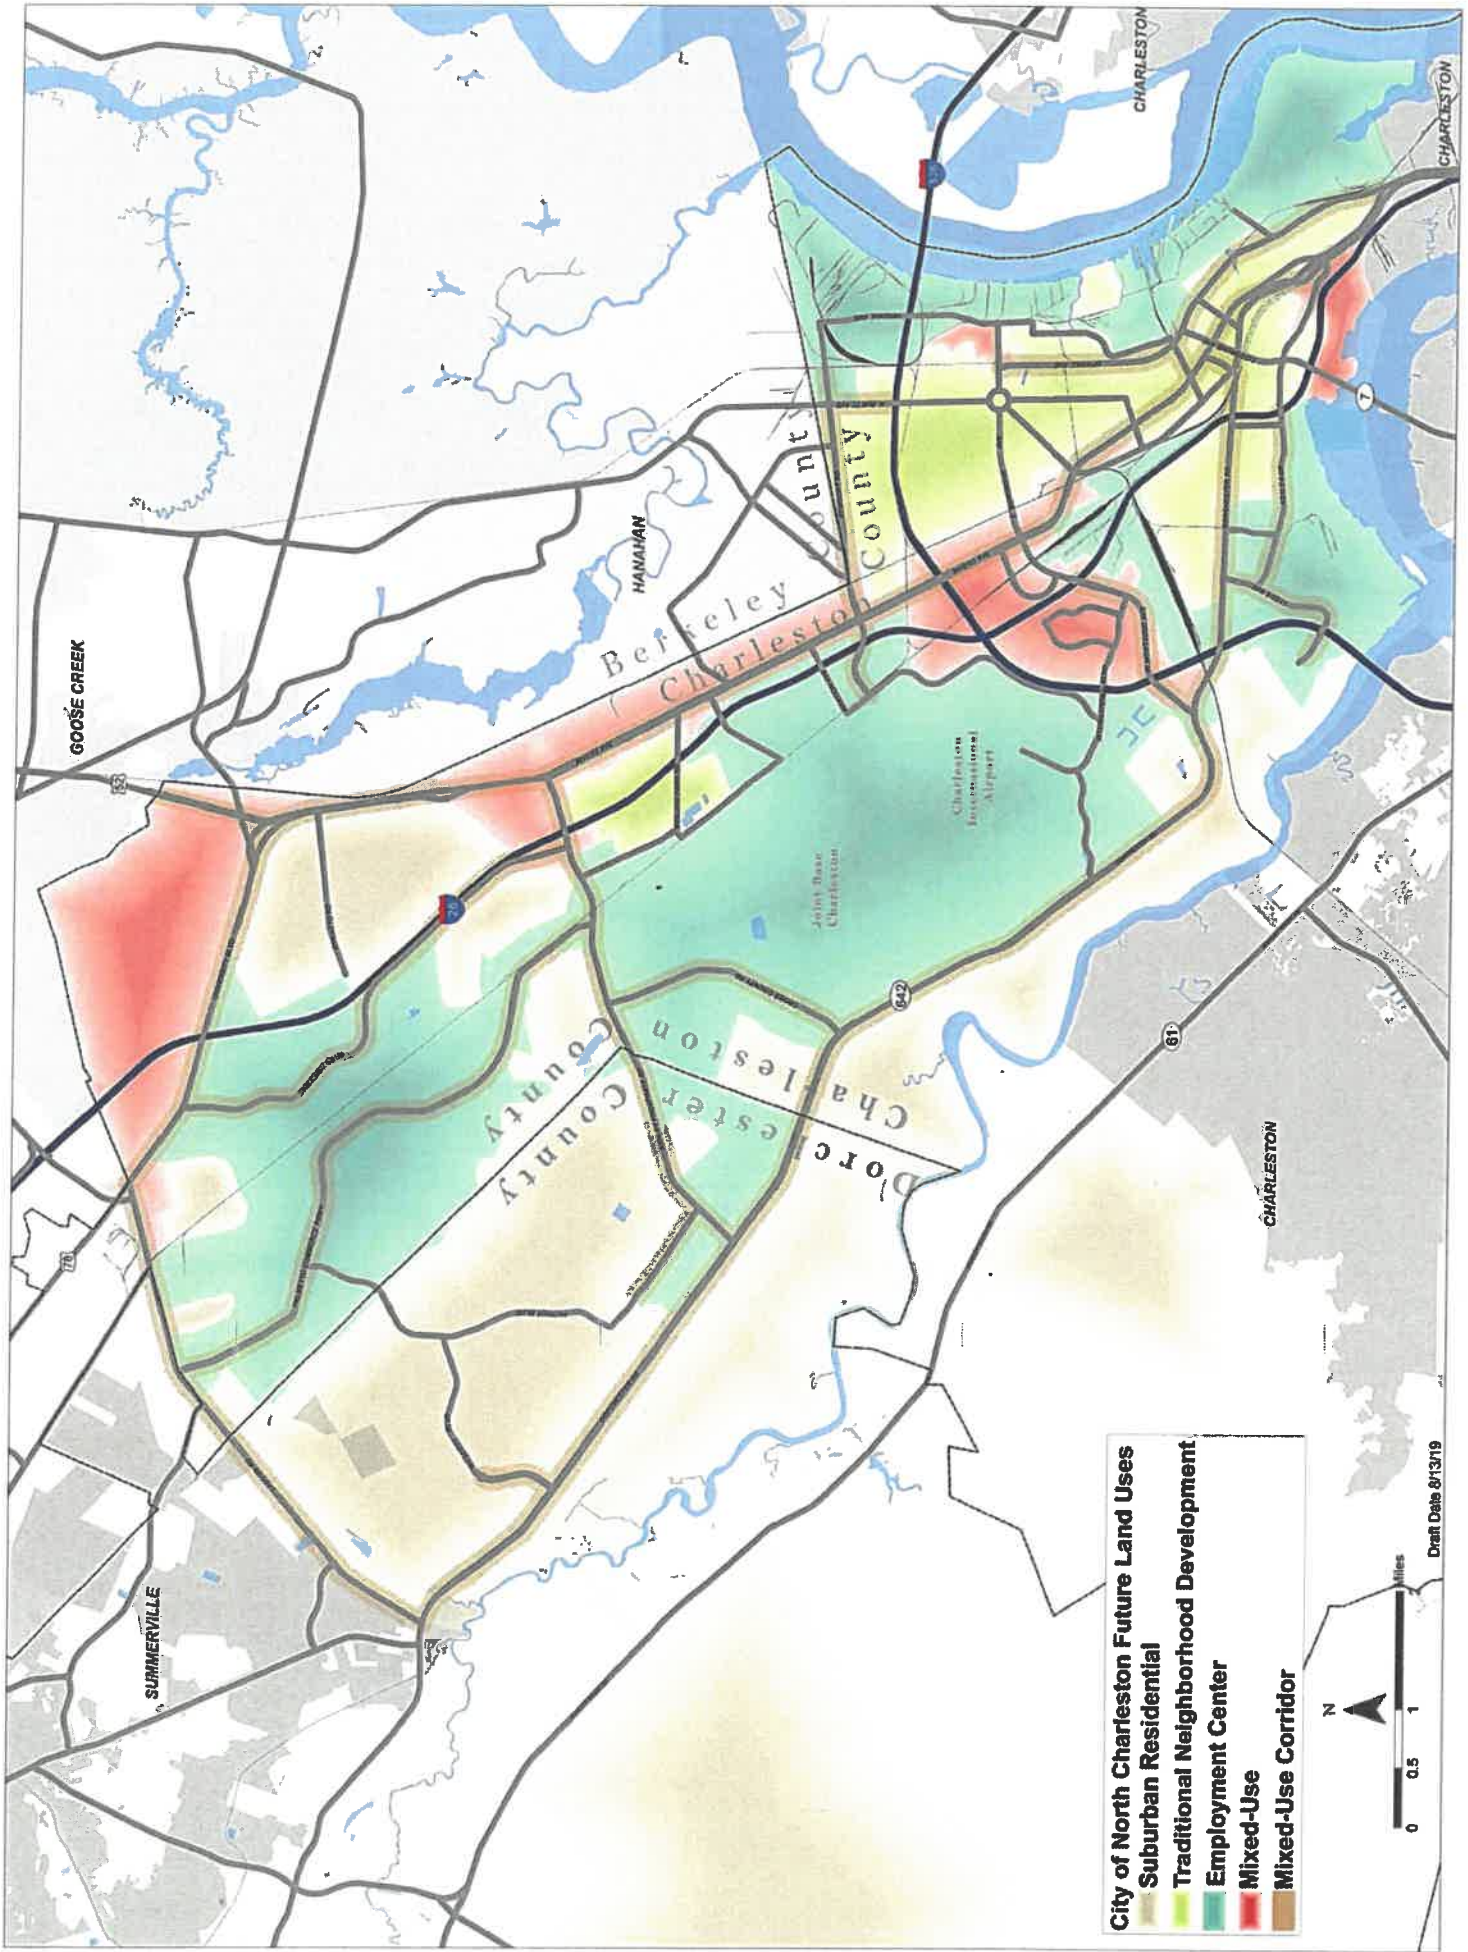 CHARLESTON
CHARLESTON
GOOSE CREEK
52
HANAHAN
Berkeley County
Charleston County
7
26
Charleston
International
Airport
Joint Base
Charleston
642
61
County
County
Charleston
Dorchester
78
CHARLESTON
SUMMERVILLE
City of North Charleston Future Land Uses
Suburban Residential
Traditional Neighborhood Development
Employment Center
Mixed-Use
Mixed-Use Corridor
N
0 0.5 1
Miles
Draft Date 8/13/19